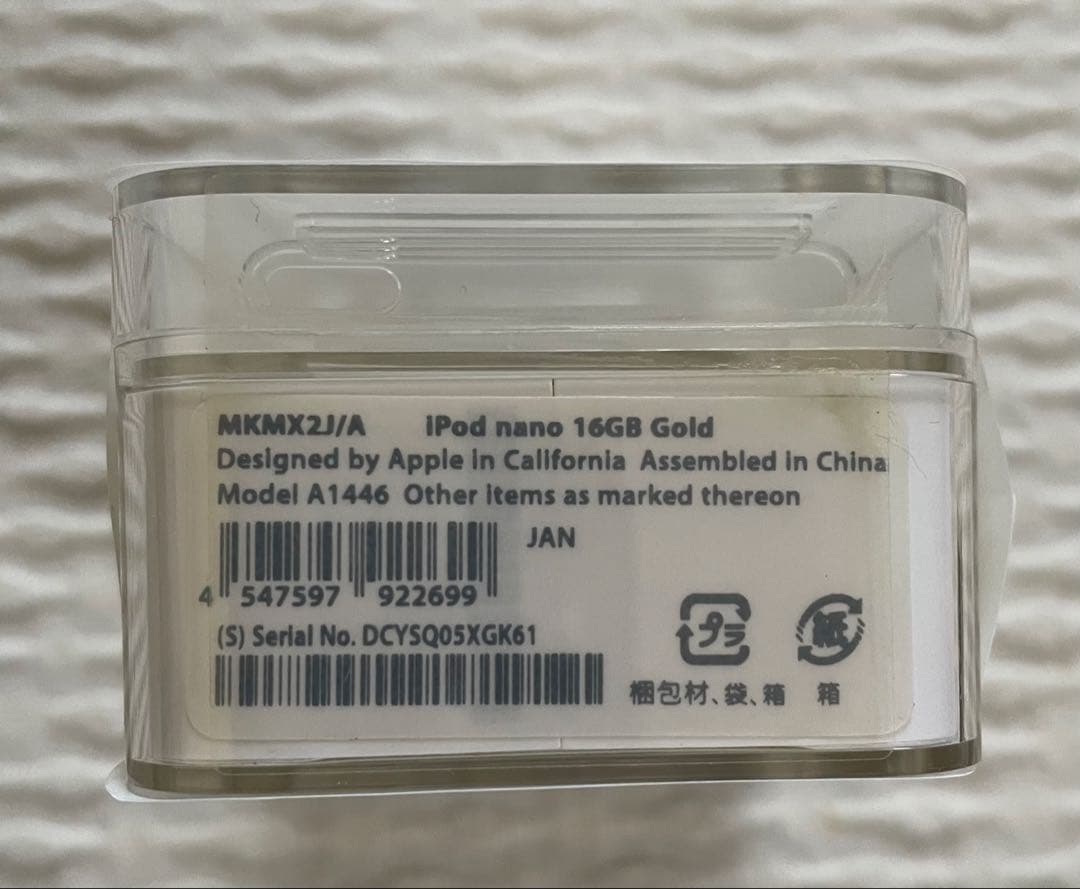 MKMX2J/A iPod nano 16GB Gold
Designed by Apple in California Assembled in China
Model A1446 Other items as marked thereon
JAN
4 547597 922699
(S) Serial No. DCYSQ05XGK61
プラ 紙
梱包材、袋、箱 箱